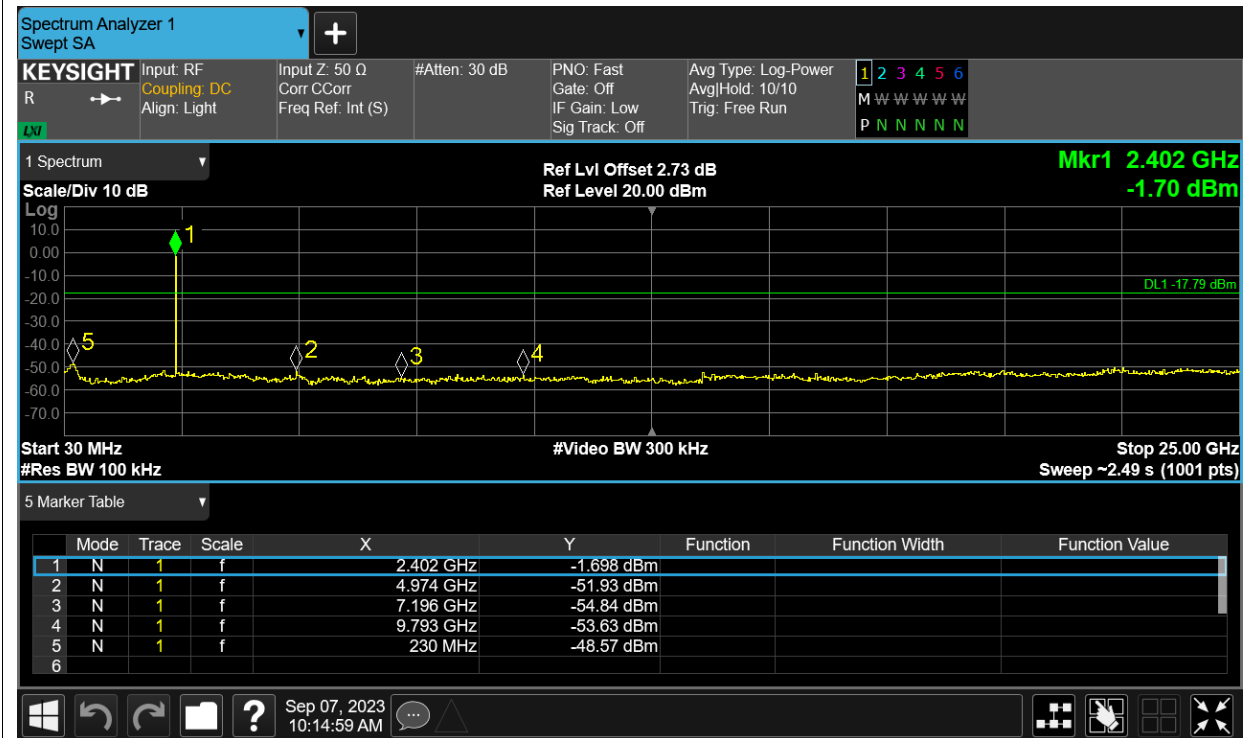 Spectrum Analyzer 1
Swept SA
+
KEYSIGHT Input: RF Input Z: 50 Ω #Atten: 30 dB PNO: Fast Avg Type: Log-Power 1 2 3 4 5 6
R Coupling: DC Corr CCorr Gate: Off Avg|Hold: 10/10 M W W W W W
Align: Light Freq Ref: Int (S) IF Gain: Low Trig: Free Run
LXI Sig Track: Off P N N N N N
1 Spectrum Ref Lvl Offset 2.73 dB Mkr1 2.402 GHz
Scale/Div 10 dB Ref Level 20.00 dBm -1.70 dBm
Log
10.0 1
0.00
-10.0
DL1 -17.79 dBm
-20.0
-30.0
-40.0 5 2 3 4
-50.0
-60.0
-70.0
Start 30 MHz #Video BW 300 kHz Stop 25.00 GHz
#Res BW 100 kHz Sweep ~2.49 s (1001 pts)
5 Marker Table
Mode Trace Scale X Y Function Function Width Function Value
1 N 1 f 2.402 GHz -1.698 dBm
2 N 1 f 4.974 GHz -51.93 dBm
3 N 1 f 7.196 GHz -54.84 dBm
4 N 1 f 9.793 GHz -53.63 dBm
5 N 1 f 230 MHz -48.57 dBm
6
? Sep 07, 2023
10:14:59 AM